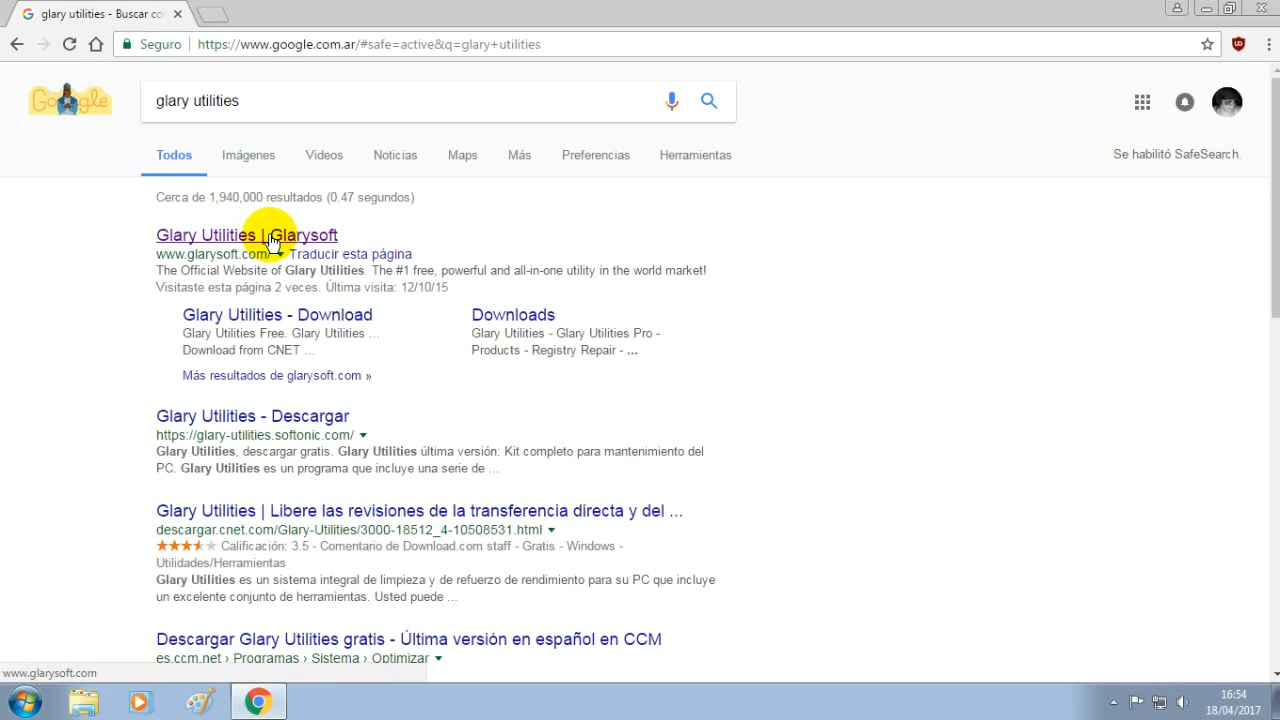 glary utilities - Buscar co
Seguro
https://www.google.com.ar/#safe=active&q=glary+utilities
Google
glary utilities
Todos
Imágenes
Videos
Noticias
Maps
Más
Preferencias
Herramientas
Se habilitó SafeSearch.
Cerca de 1,940,000 resultados (0.47 segundos)
Glary Utilities | Glarysoft
www.glarysoft.com/ Traducir esta página
The Official Website of Glary Utilities. The #1 free, powerful and all-in-one utility in the world market!
Visitaste esta página 2 veces. Última visita: 12/10/15
Glary Utilities - Download
Glary Utilities Free. Glary Utilities ...
Download from CNET ...
Downloads
Glary Utilities - Glary Utilities Pro -
Products - Registry Repair - ...
Más resultados de glarysoft.com »
Glary Utilities - Descargar
https://glary-utilities.softonic.com/
Glary Utilities, descargar gratis. Glary Utilities última versión: Kit completo para mantenimiento del
PC. Glary Utilities es un programa que incluye una serie de ...
Glary Utilities | Libere las revisiones de la transferencia directa y del ...
descargar.cnet.com/Glary-Utilities/3000-18512_4-10508531.html
Calificación: 3.5 - Comentario de Download.com staff - Gratis - Windows -
Utilidades/Herramientas
Glary Utilities es un sistema integral de limpieza y de refuerzo de rendimiento para su PC que incluye
un excelente conjunto de herramientas. Usted puede ...
Descargar Glary Utilities gratis - Última versión en español en CCM
es.ccm.net › Programas › Sistema › Optimizar
www.glarysoft.com
16:54
18/04/2017